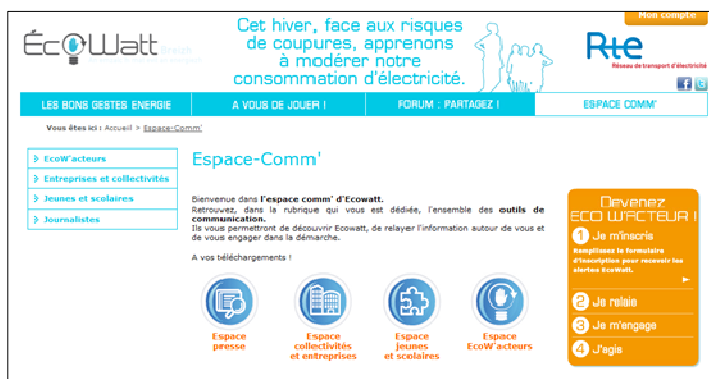 Mon compte
ÉcoWatt
Breizh
Cet hiver, face aux risques
de coupures, apprenons
à modérer notre
consommation d'électricité.
Rte
Réseau de transport d'électricité
LES BONS GESTES ENERGIE
A VOUS DE JOUER !
FORUM : PARTAGEZ !
ESPACE COMM'
Vous êtes ici : Accueil > Espace-Comm'
EcoW'acteurs
Entreprises et collectivités
Jeunes et scolaires
Journalistes
Espace-Comm'
Bienvenue dans l'espace comm' d'Ecowatt.
Retrouvez, dans la rubrique qui vous est dédiée, l'ensemble des outils de
communication.
Ils vous permettront de découvrir Ecowatt, de relayer l'information autour de vous et
de vous engager dans la démarche.
A vos téléchargements !
Espace
presse
Espace
collectivités
et entreprises
Espace
jeunes
et scolaires
Espace
EcoW'acteurs
Devenez
ECO W'ACTEUR !
1 Je m'inscris
Remplissez le formulaire
d'inscription pour recevoir les
alertes EcoWatt.
2 Je relaie
3 Je m'engage
4 J'agis